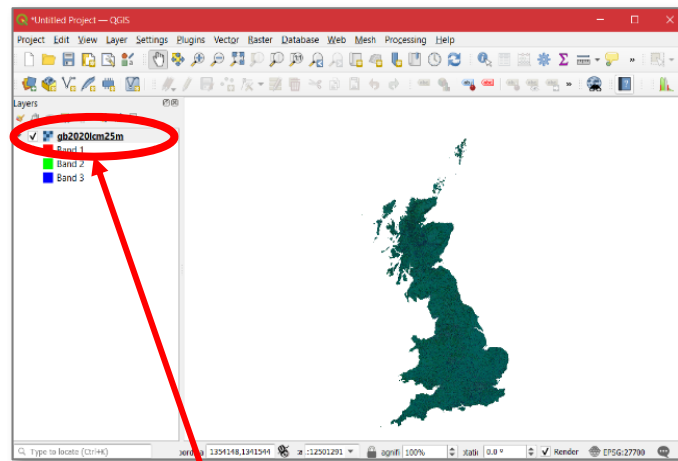 *Untitled Project — QGIS
Project Edit View Layer Settings Plugins Vector Raster Database Web Mesh Processing Help
Layers
gb2020lcm25m
Band 1
Band 2
Band 3
Type to locate (Ctrl+K) 1354148,1341544 :12501291 agnifi 100% 0.0 ° Render EPSG:27700